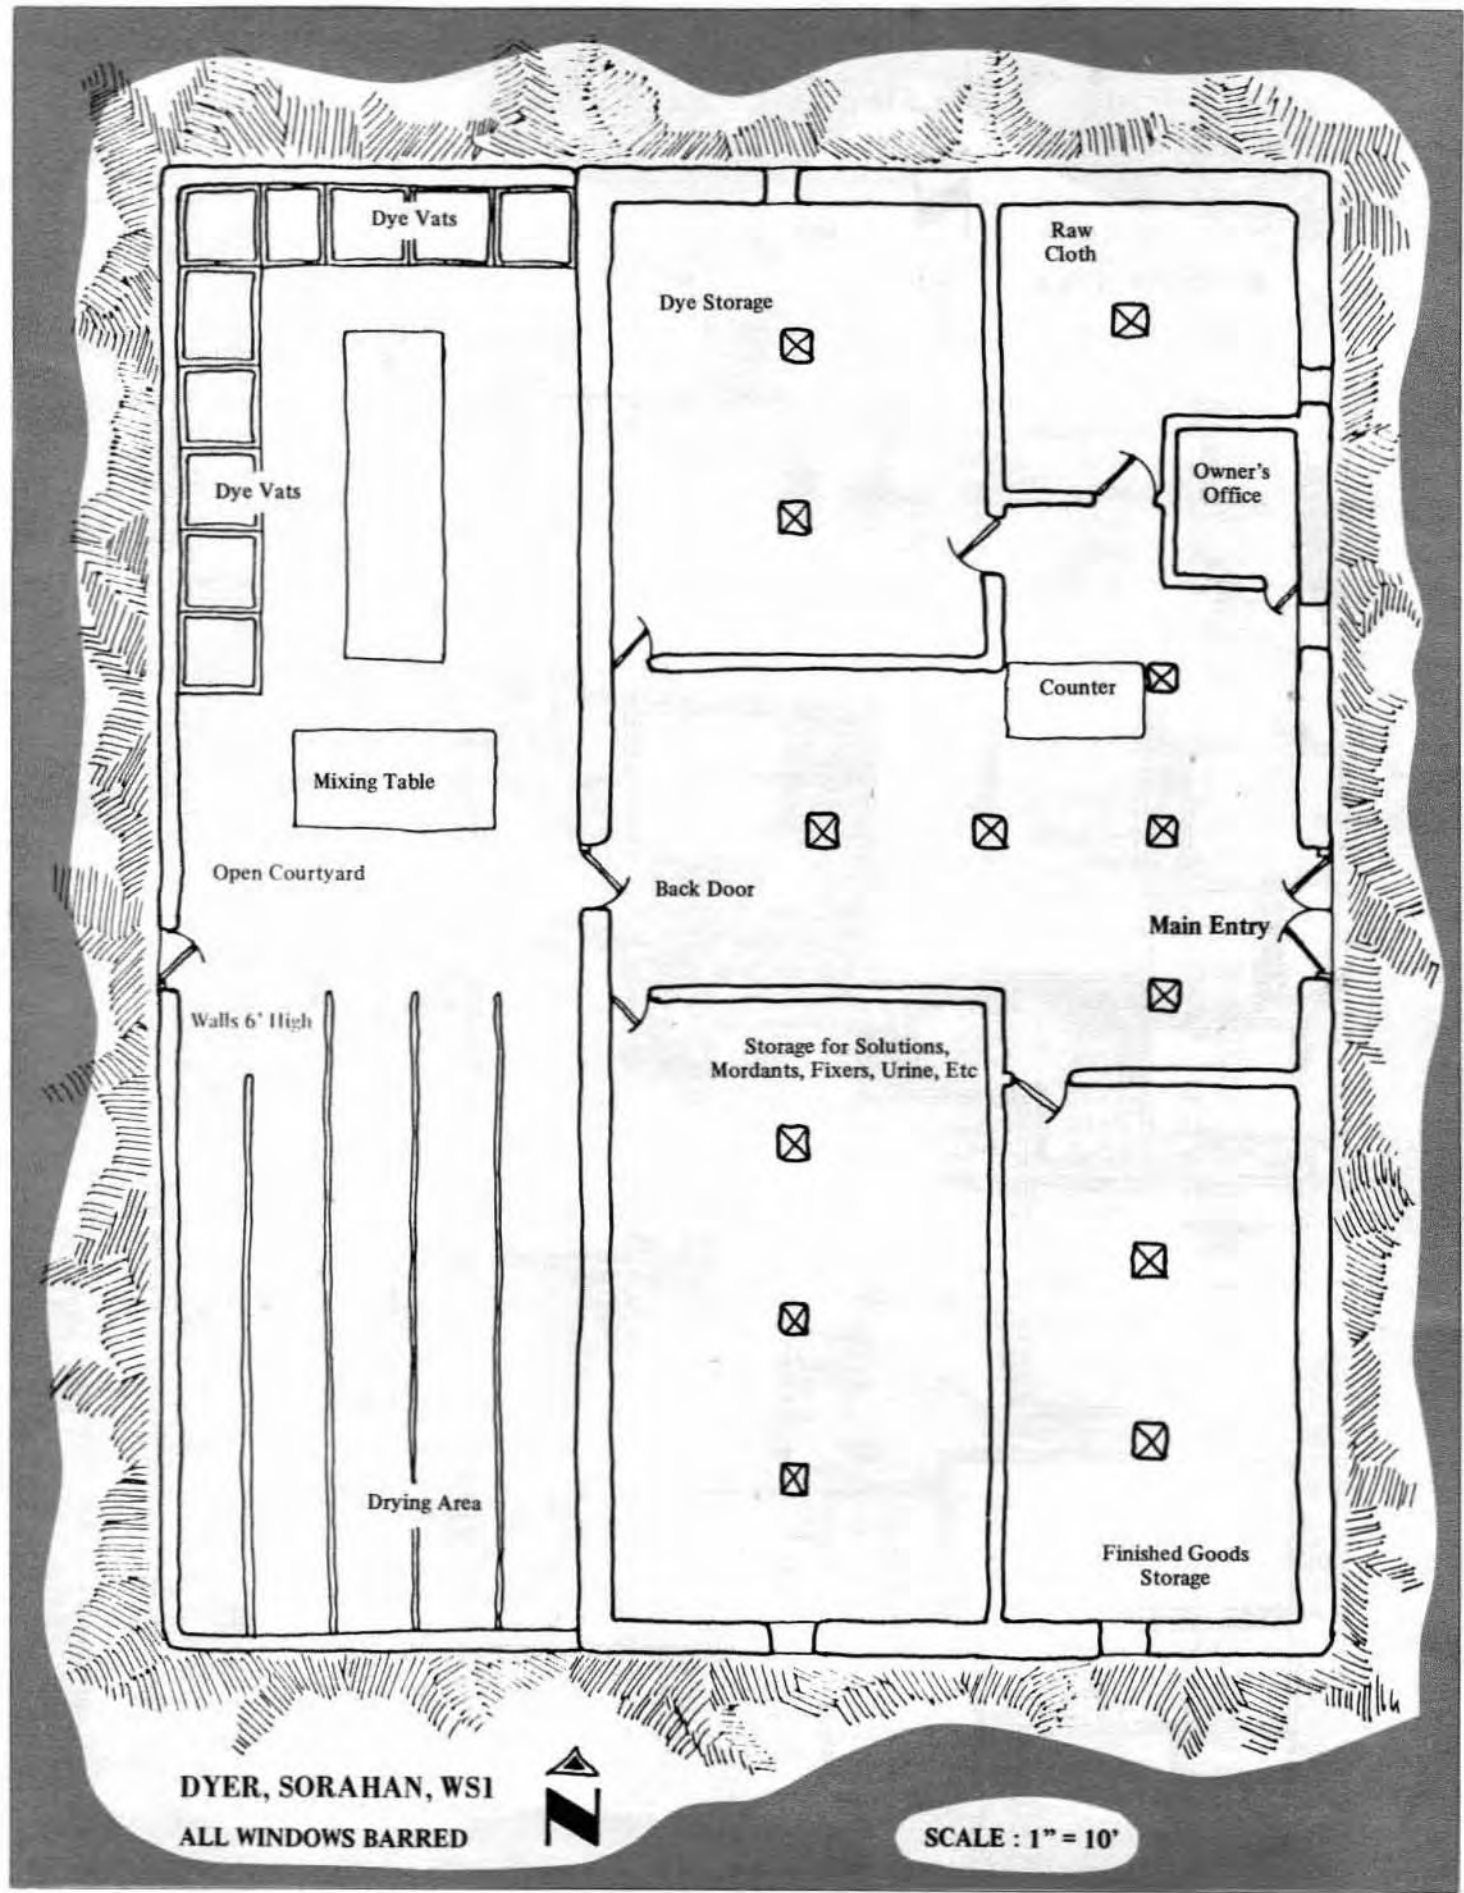 Dye Vats
Raw
Cloth
Dye Storage
Owner's
Office
Dye Vats
Counter
Mixing Table
Open Courtyard
Back Door
Main Entry
Walls 6' High
Storage for Solutions,
Mordants, Fixers, Urine, Etc
Drying Area
Finished Goods
Storage
DYER, SORAHAN, WS1
ALL WINDOWS BARRED
N
SCALE : 1" = 10'